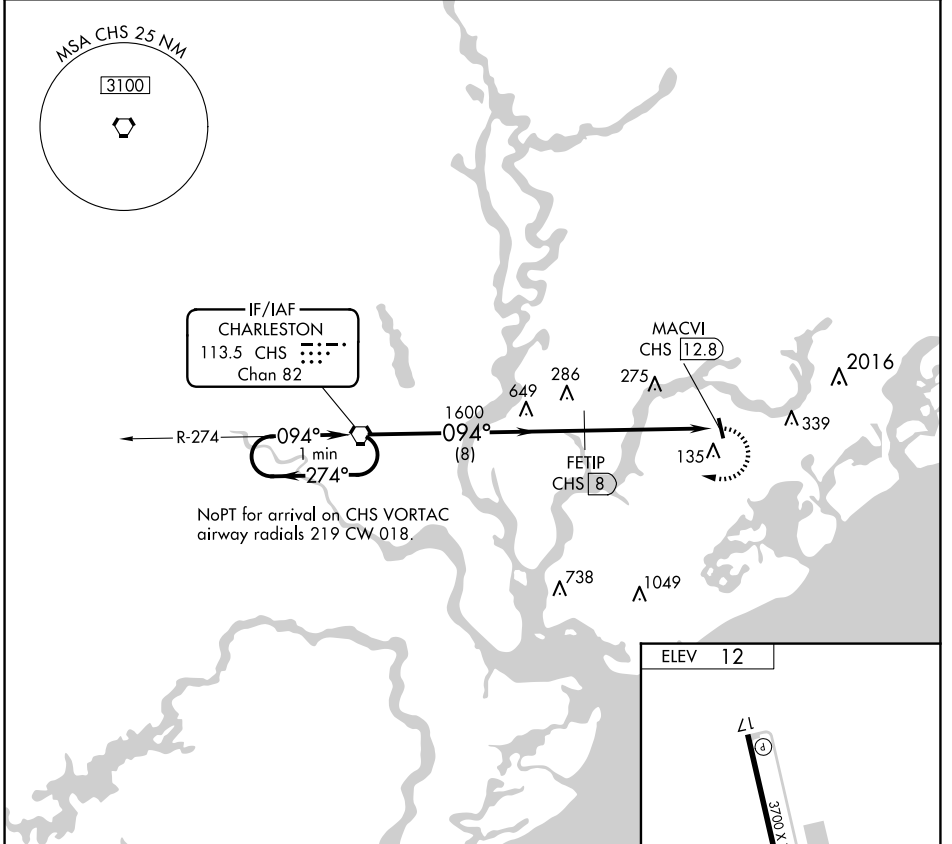 MSA CHS 25 NM
3100
IF/IAF
CHARLESTON
113.5 CHS
Chan 82
R-274
094°
1 min
274°
1600
094°
(8)
649
286
275
MACVI
CHS 12.8
2016
339
135
FETIP
CHS 8
NoPT for arrival on CHS VORTAC
airway radials 219 CW 018.
738
1049
ELEV 12
17
P
3700 X